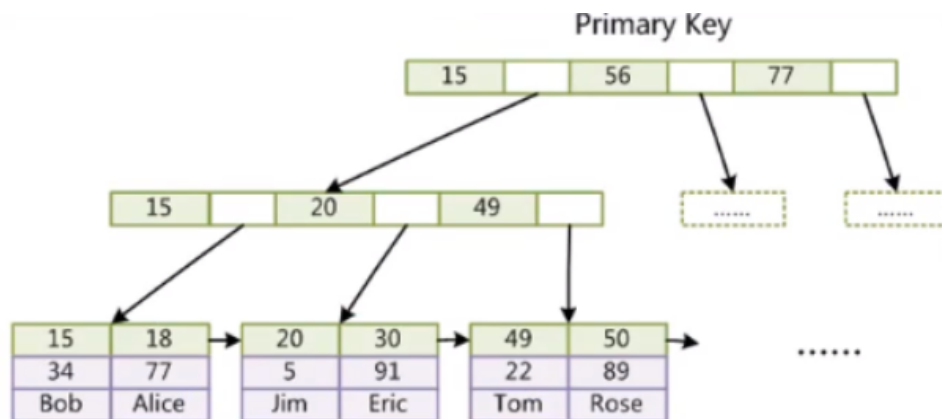 Primary Key
15 56 77
15 20 49
...... ......
15 18 20 30 49 50
......
34 77 5 91 22 89
Bob Alice Jim Eric Tom Rose